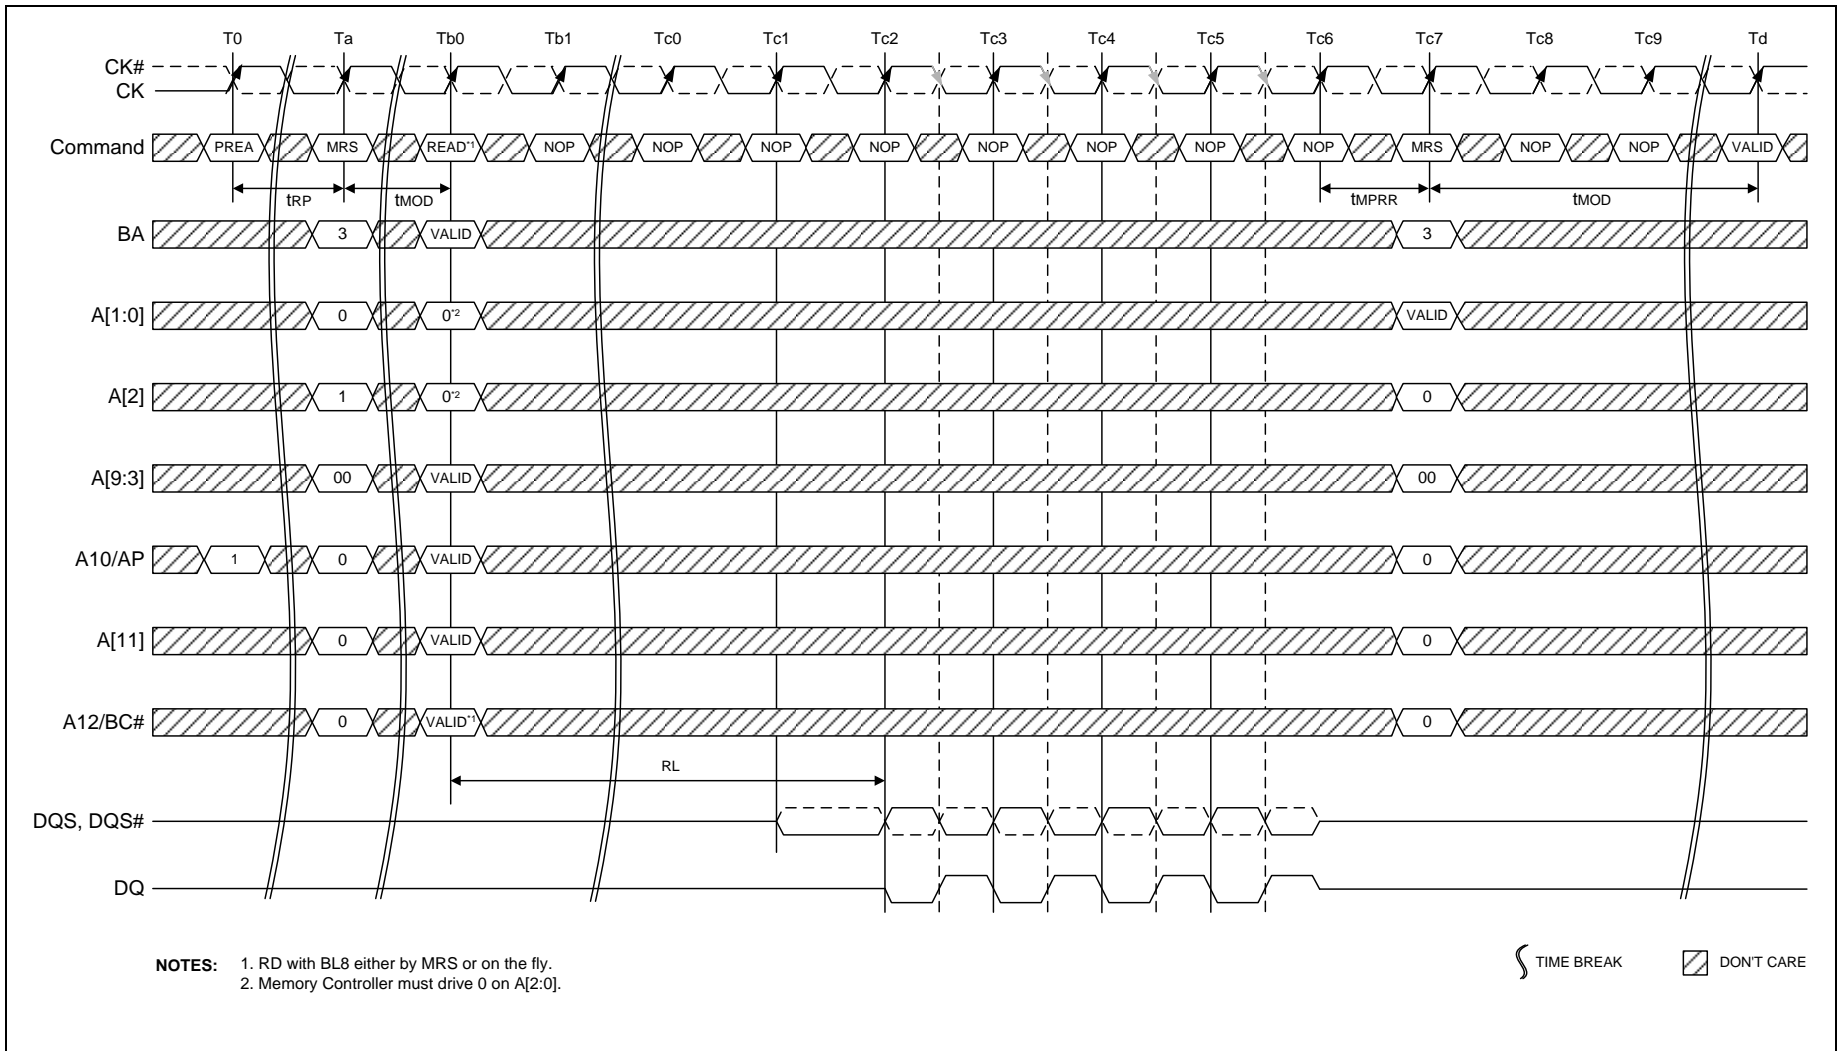 T0 Ta Tb0 Tb1 Tc0 Tc1 Tc2 Tc3 Tc4 Tc5 Tc6 Tc7 Tc8 Tc9 Td
CK#
CK
Command PREA MRS READ*1 NOP NOP NOP NOP NOP NOP NOP NOP MRS NOP NOP VALID
tRP tMOD tMPRR tMOD
BA 3 VALID 3
A[1:0] 0 0*2 VALID
A[2] 1 0*2 0
A[9:3] 00 VALID 00
A10/AP 1 0 VALID 0
A[11] 0 VALID 0
A12/BC# 0 VALID*1 0
RL
DQS, DQS#
DQ
NOTES: 1. RD with BL8 either by MRS or on the fly.
2. Memory Controller must drive 0 on A[2:0].
TIME BREAK DON'T CARE